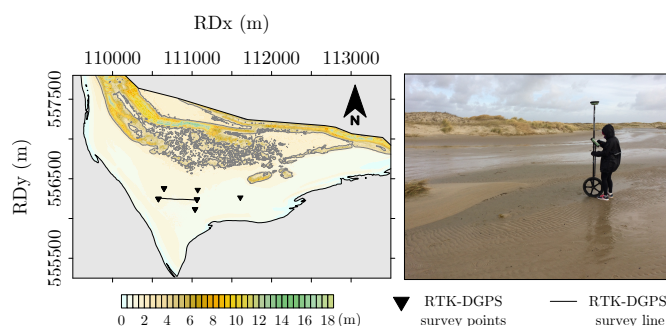 RDx (m)
110000 111000 112000 113000
RDy (m)
557500
556500
555500
N
0 2 4 6 8 10 12 14 16 18 (m)
RTK-DGPS
survey points
RTK-DGPS
survey line